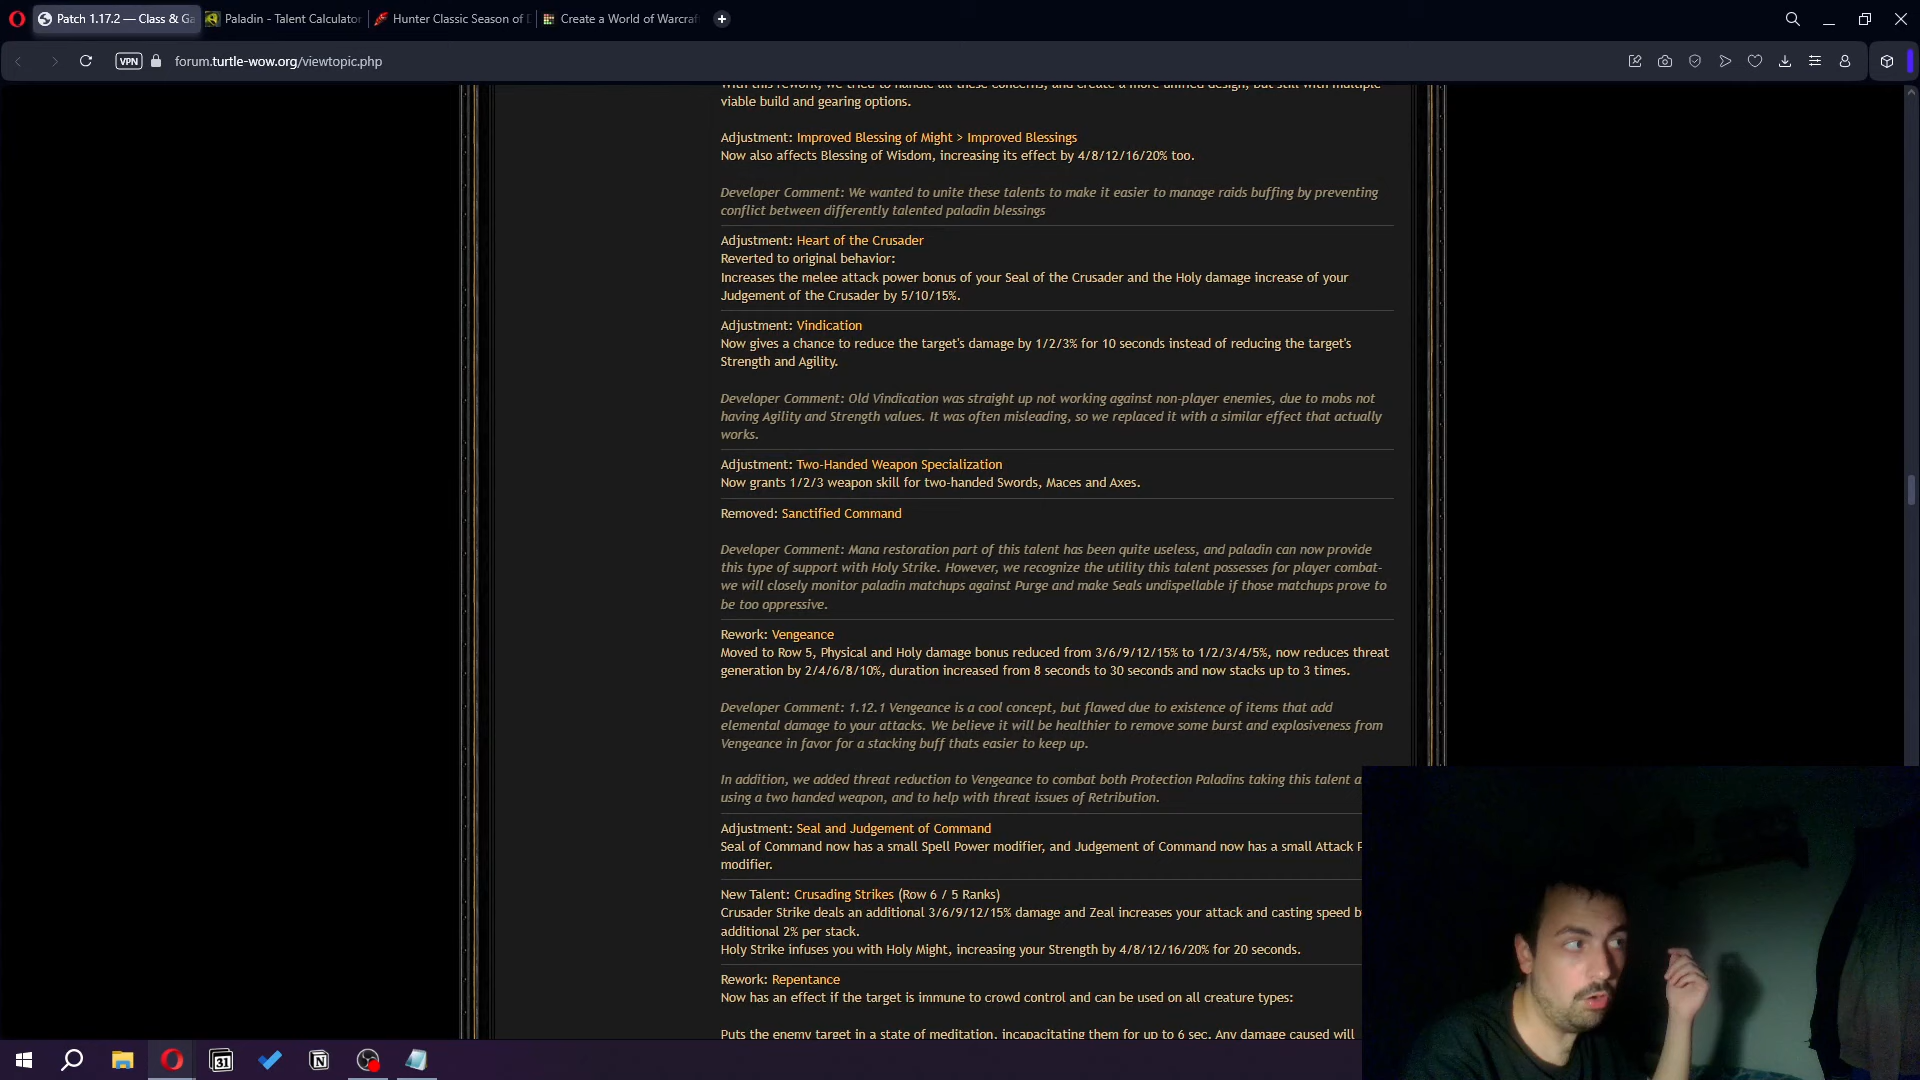 Patch 1.17.2 — Class & Ga
Paladin - Talent Calculator
Hunter Classic Season of D
Create a World of Warcraf
VPN
forum.turtle-wow.org/viewtopic.php
With this rework, we tried to handle all these concerns, and create a more unified design, but still with multiple
viable build and gearing options.
Adjustment: Improved Blessing of Might > Improved Blessings
Now also affects Blessing of Wisdom, increasing its effect by 4/8/12/16/20% too.
Developer Comment: We wanted to unite these talents to make it easier to manage raids buffing by preventing
conflict between differently talented paladin blessings
Adjustment: Heart of the Crusader
Reverted to original behavior:
Increases the melee attack power bonus of your Seal of the Crusader and the Holy damage increase of your
Judgement of the Crusader by 5/10/15%.
Adjustment: Vindication
Now gives a chance to reduce the target's damage by 1/2/3% for 10 seconds instead of reducing the target's
Strength and Agility.
Developer Comment: Old Vindication was straight up not working against non-player enemies, due to mobs not
having Agility and Strength values. It was often misleading, so we replaced it with a similar effect that actually
works.
Adjustment: Two-Handed Weapon Specialization
Now grants 1/2/3 weapon skill for two-handed Swords, Maces and Axes.
Removed: Sanctified Command
Developer Comment: Mana restoration part of this talent has been quite useless, and paladin can now provide
this type of support with Holy Strike. However, we recognize the utility this talent possesses for player combat-
we will closely monitor paladin matchups against Purge and make Seals undispellable if those matchups prove to
be too oppressive.
Rework: Vengeance
Moved to Row 5, Physical and Holy damage bonus reduced from 3/6/9/12/15% to 1/2/3/4/5%, now reduces threat
generation by 2/4/6/8/10%, duration increased from 8 seconds to 30 seconds and now stacks up to 3 times.
Developer Comment: 1.12.1 Vengeance is a cool concept, but flawed due to existence of items that add
elemental damage to your attacks. We believe it will be healthier to remove some burst and explosiveness from
Vengeance in favor for a stacking buff thats easier to keep up.
In addition, we added threat reduction to Vengeance to combat both Protection Paladins taking this talent a
using a two handed weapon, and to help with threat issues of Retribution.
Adjustment: Seal and Judgement of Command
Seal of Command now has a small Spell Power modifier, and Judgement of Command now has a small Attack P
modifier.
New Talent: Crusading Strikes (Row 6 / 5 Ranks)
Crusader Strike deals an additional 3/6/9/12/15% damage and Zeal increases your attack and casting speed b
additional 2% per stack.
Holy Strike infuses you with Holy Might, increasing your Strength by 4/8/12/16/20% for 20 seconds.
Rework: Repentance
Now has an effect if the target is immune to crowd control and can be used on all creature types:
Puts the enemy target in a state of meditation, incapacitating them for up to 6 sec. Any damage caused will
31